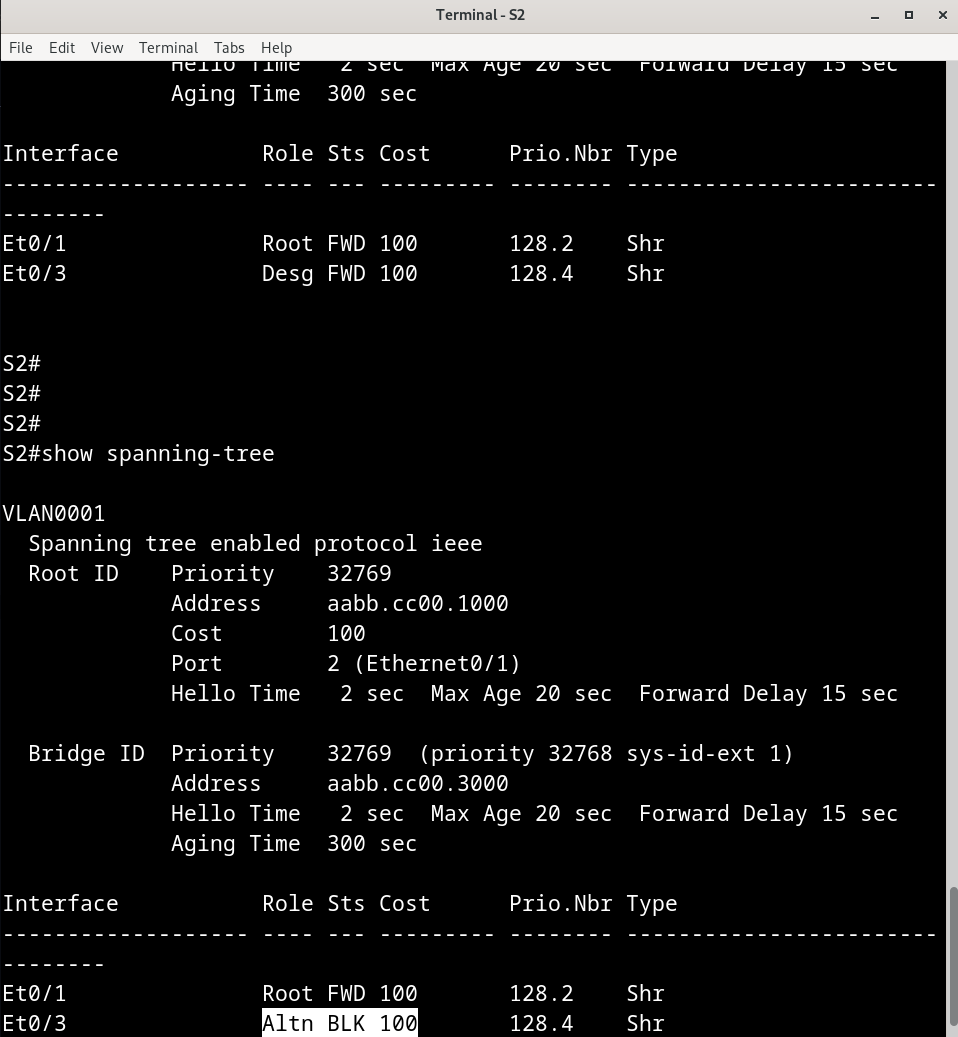 Terminal - S2
File Edit View Terminal Tabs Help
Hello Time   2 sec  Max Age 20 sec  Forward Delay 15 sec
             Aging Time  300 sec

Interface           Role Sts Cost      Prio.Nbr Type
------------------- ---- --- --------- -------- ------------------------
--------
Et0/1               Root FWD 100       128.2    Shr
Et0/3               Desg FWD 100       128.4    Shr


S2#
S2#
S2#
S2#show spanning-tree

VLAN0001
  Spanning tree enabled protocol ieee
  Root ID    Priority    32769
             Address     aabb.cc00.1000
             Cost        100
             Port        2 (Ethernet0/1)
             Hello Time   2 sec  Max Age 20 sec  Forward Delay 15 sec

  Bridge ID  Priority    32769  (priority 32768 sys-id-ext 1)
             Address     aabb.cc00.3000
             Hello Time   2 sec  Max Age 20 sec  Forward Delay 15 sec
             Aging Time  300 sec

Interface           Role Sts Cost      Prio.Nbr Type
------------------- ---- --- --------- -------- ------------------------
--------
Et0/1               Root FWD 100       128.2    Shr
Et0/3               Altn BLK 100       128.4    Shr